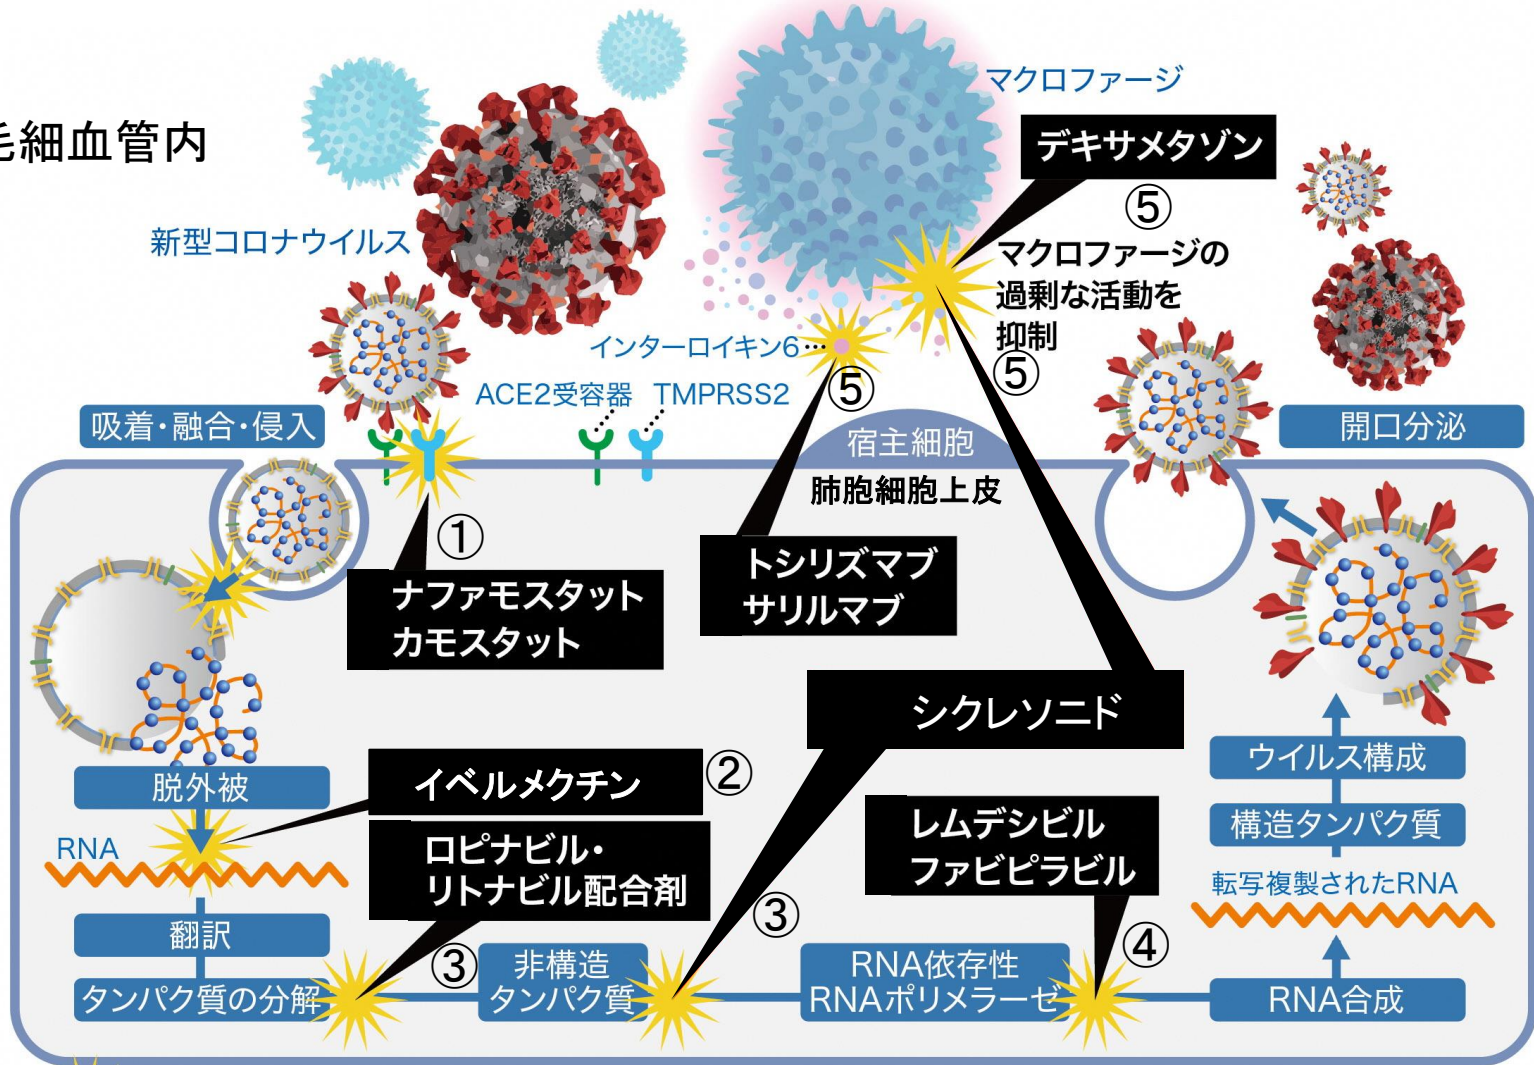 毛細血管内
マクロファージ
デキサメタゾン
⑤
マクロファージの
過剰な活動を
抑制
⑤
新型コロナウイルス
インターロイキン6
⑤
ACE2受容器
TMPRSS2
吸着・融合・侵入
宿主細胞
肺胞細胞上皮
開口分泌
①
ナファモスタット
カモスタット
トシリズマブ
サリルマブ
シクレソニド
脱外被
イベルメクチン
②
ロピナビル・
リトナビル配合剤
レムデシビル
ファビピラビル
ウイルス構成
構造タンパク質
転写複製されたRNA
RNA
翻訳
タンパク質の分解
③
非構造
タンパク質
③
RNA依存性
RNAポリメラーゼ
④
RNA合成